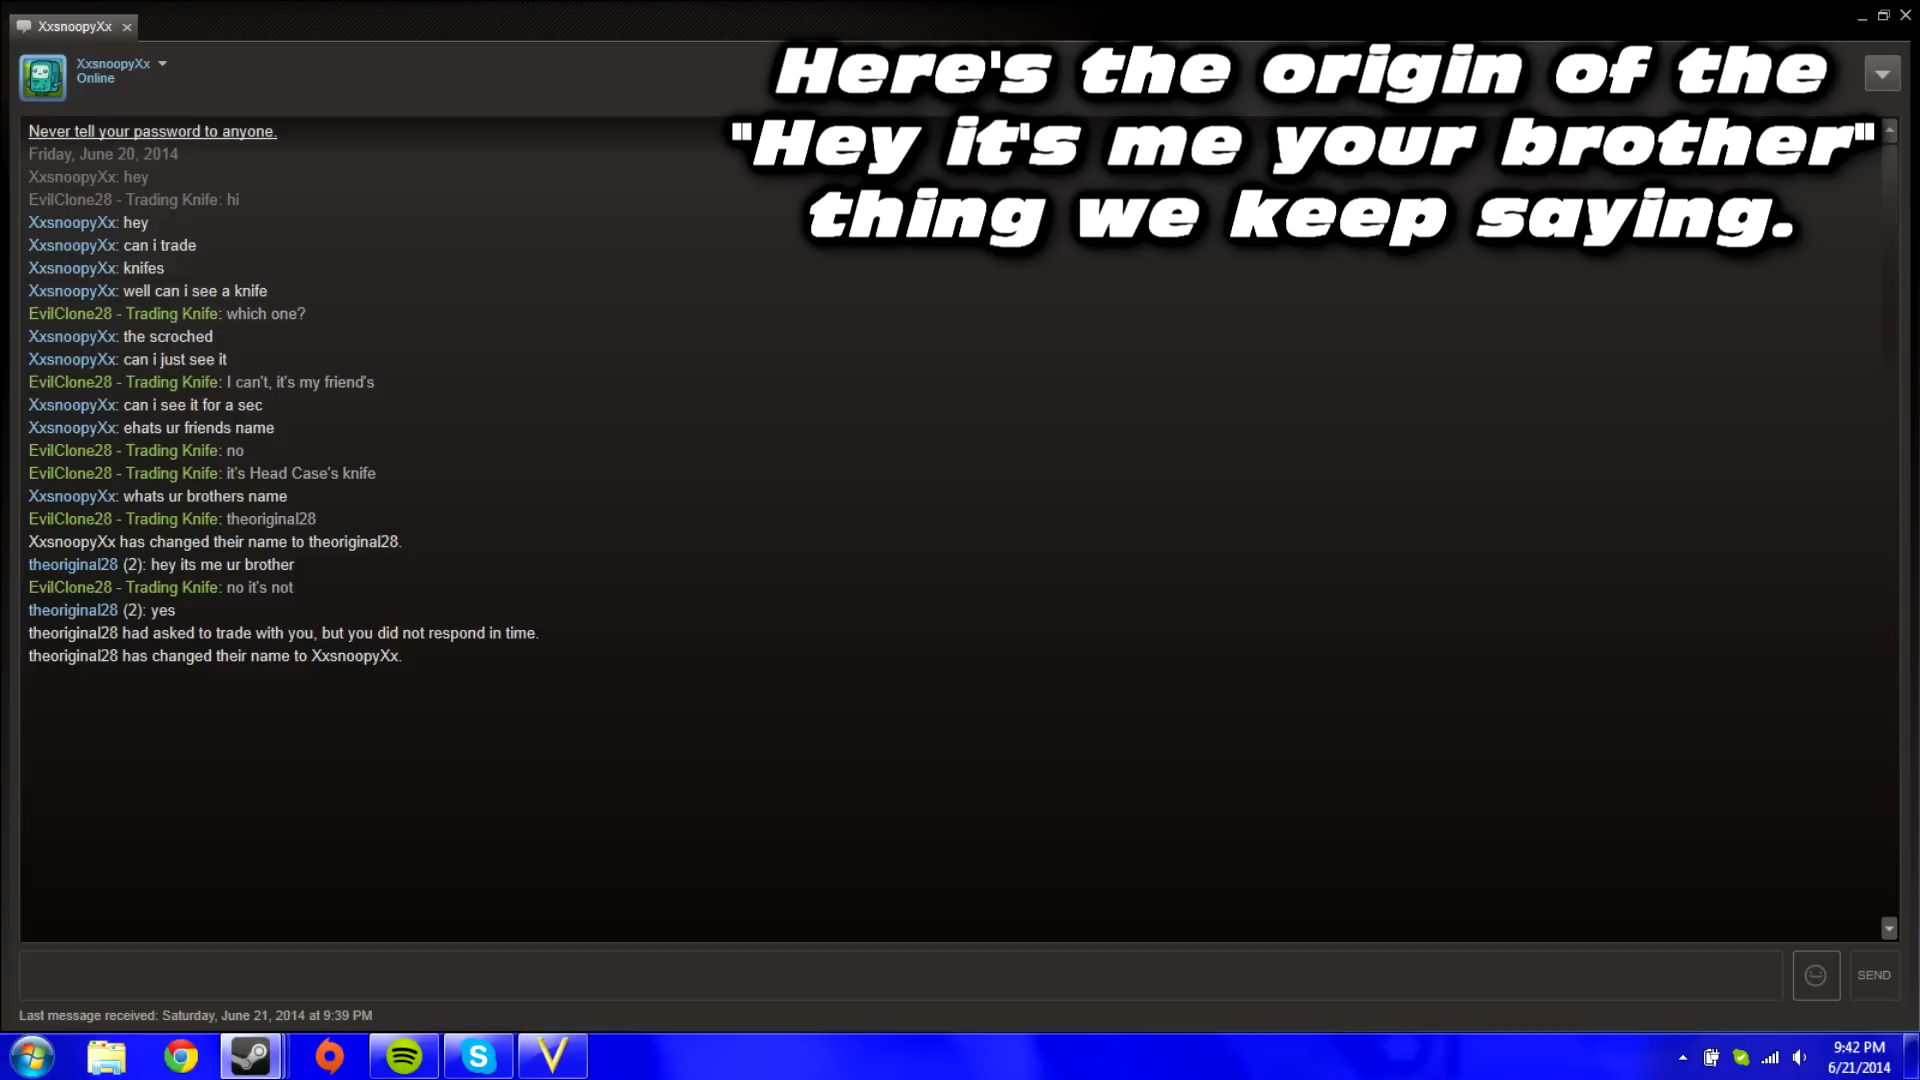 XxsnoopyXx
XxsnoopyXx
Online
Here's the origin of the
"Hey it's me your brother"
thing we keep saying.
Never tell your password to anyone.
Friday, June 20, 2014
XxsnoopyXx: hey
EvilClone28 - Trading Knife: hi
XxsnoopyXx: hey
XxsnoopyXx: can i trade
XxsnoopyXx: knifes
XxsnoopyXx: well can i see a knife
EvilClone28 - Trading Knife: which one?
XxsnoopyXx: the scroched
XxsnoopyXx: can i just see it
EvilClone28 - Trading Knife: I can't, it's my friend's
XxsnoopyXx: can i see it for a sec
XxsnoopyXx: ehats ur friends name
EvilClone28 - Trading Knife: no
EvilClone28 - Trading Knife: it's Head Case's knife
XxsnoopyXx: whats ur brothers name
EvilClone28 - Trading Knife: theoriginal28
XxsnoopyXx has changed their name to theoriginal28.
theoriginal28 (2): hey its me ur brother
EvilClone28 - Trading Knife: no it's not
theoriginal28 (2): yes
theoriginal28 had asked to trade with you, but you did not respond in time.
theoriginal28 has changed their name to XxsnoopyXx.
SEND
Last message received: Saturday, June 21, 2014 at 9:39 PM
9:42 PM
6/21/2014